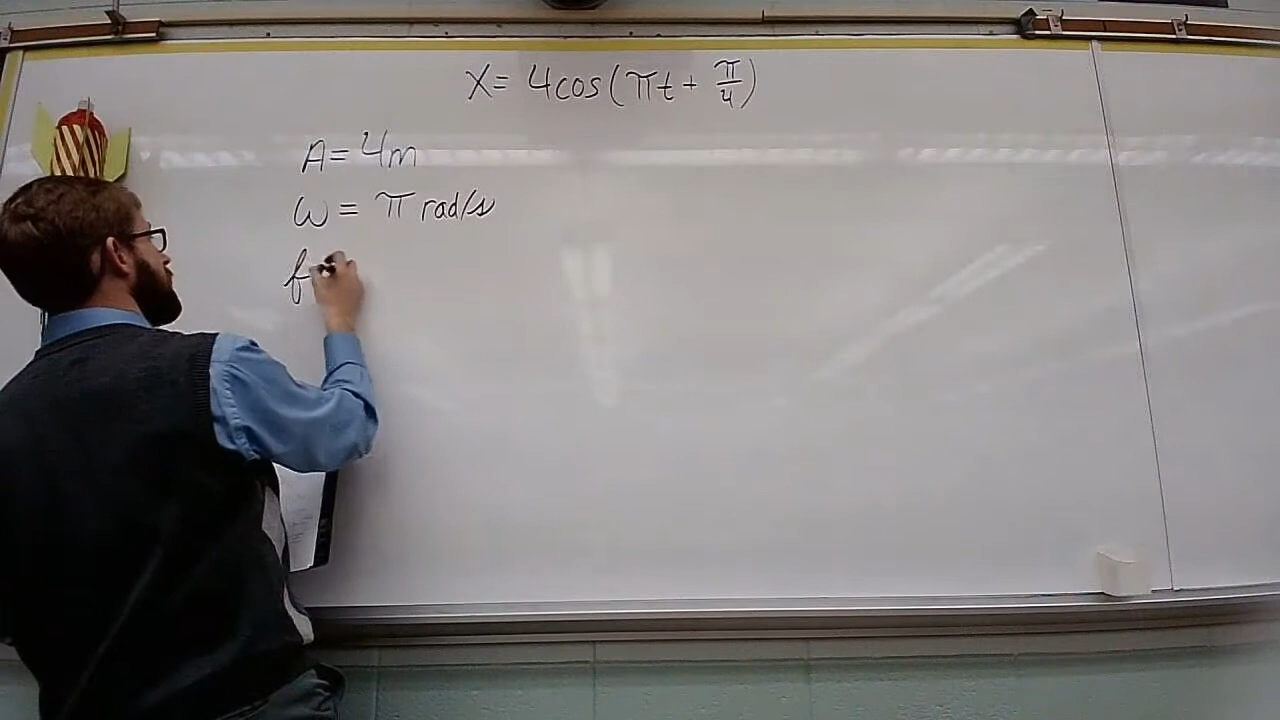 X= 4cos(πt + π/4)
A= 4m
ω = π rad/s
f